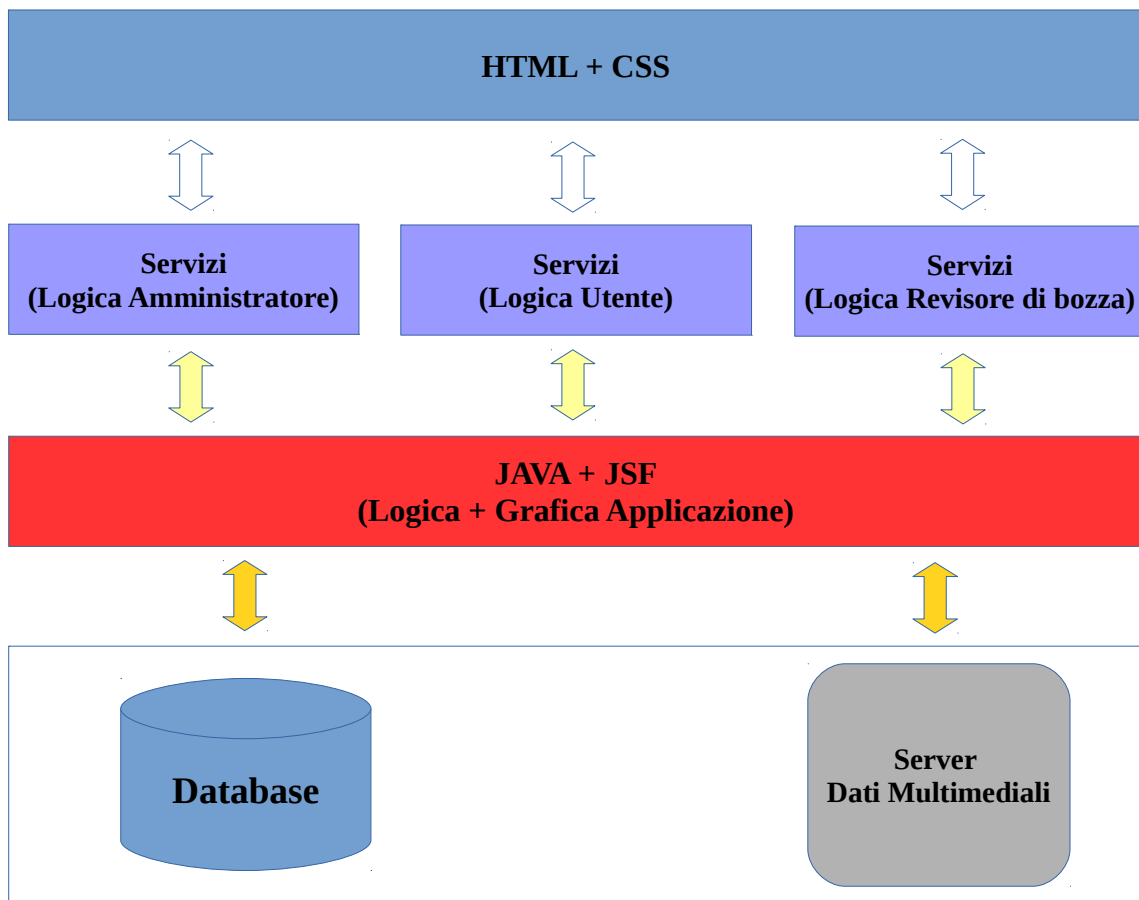 HTML + CSS
Servizi
(Logica Amministratore)
Servizi
(Logica Utente)
Servizi
(Logica Revisore di bozza)
JAVA + JSF
(Logica + Grafica Applicazione)
Database
Server
Dati Multimediali